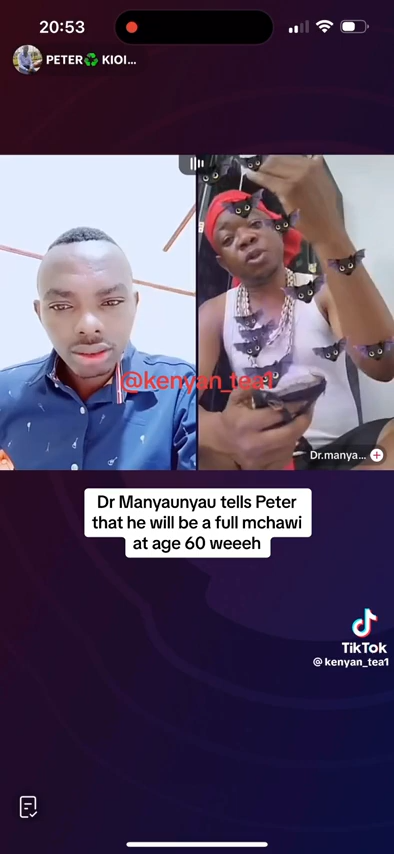 20:53
PETER♻️ KIOI...
@kenyan_tea1
Dr.manya...
Dr Manyaunyau tells Peter
that he will be a full mchawi
at age 60 weeeh
TikTok
@kenyan_tea1